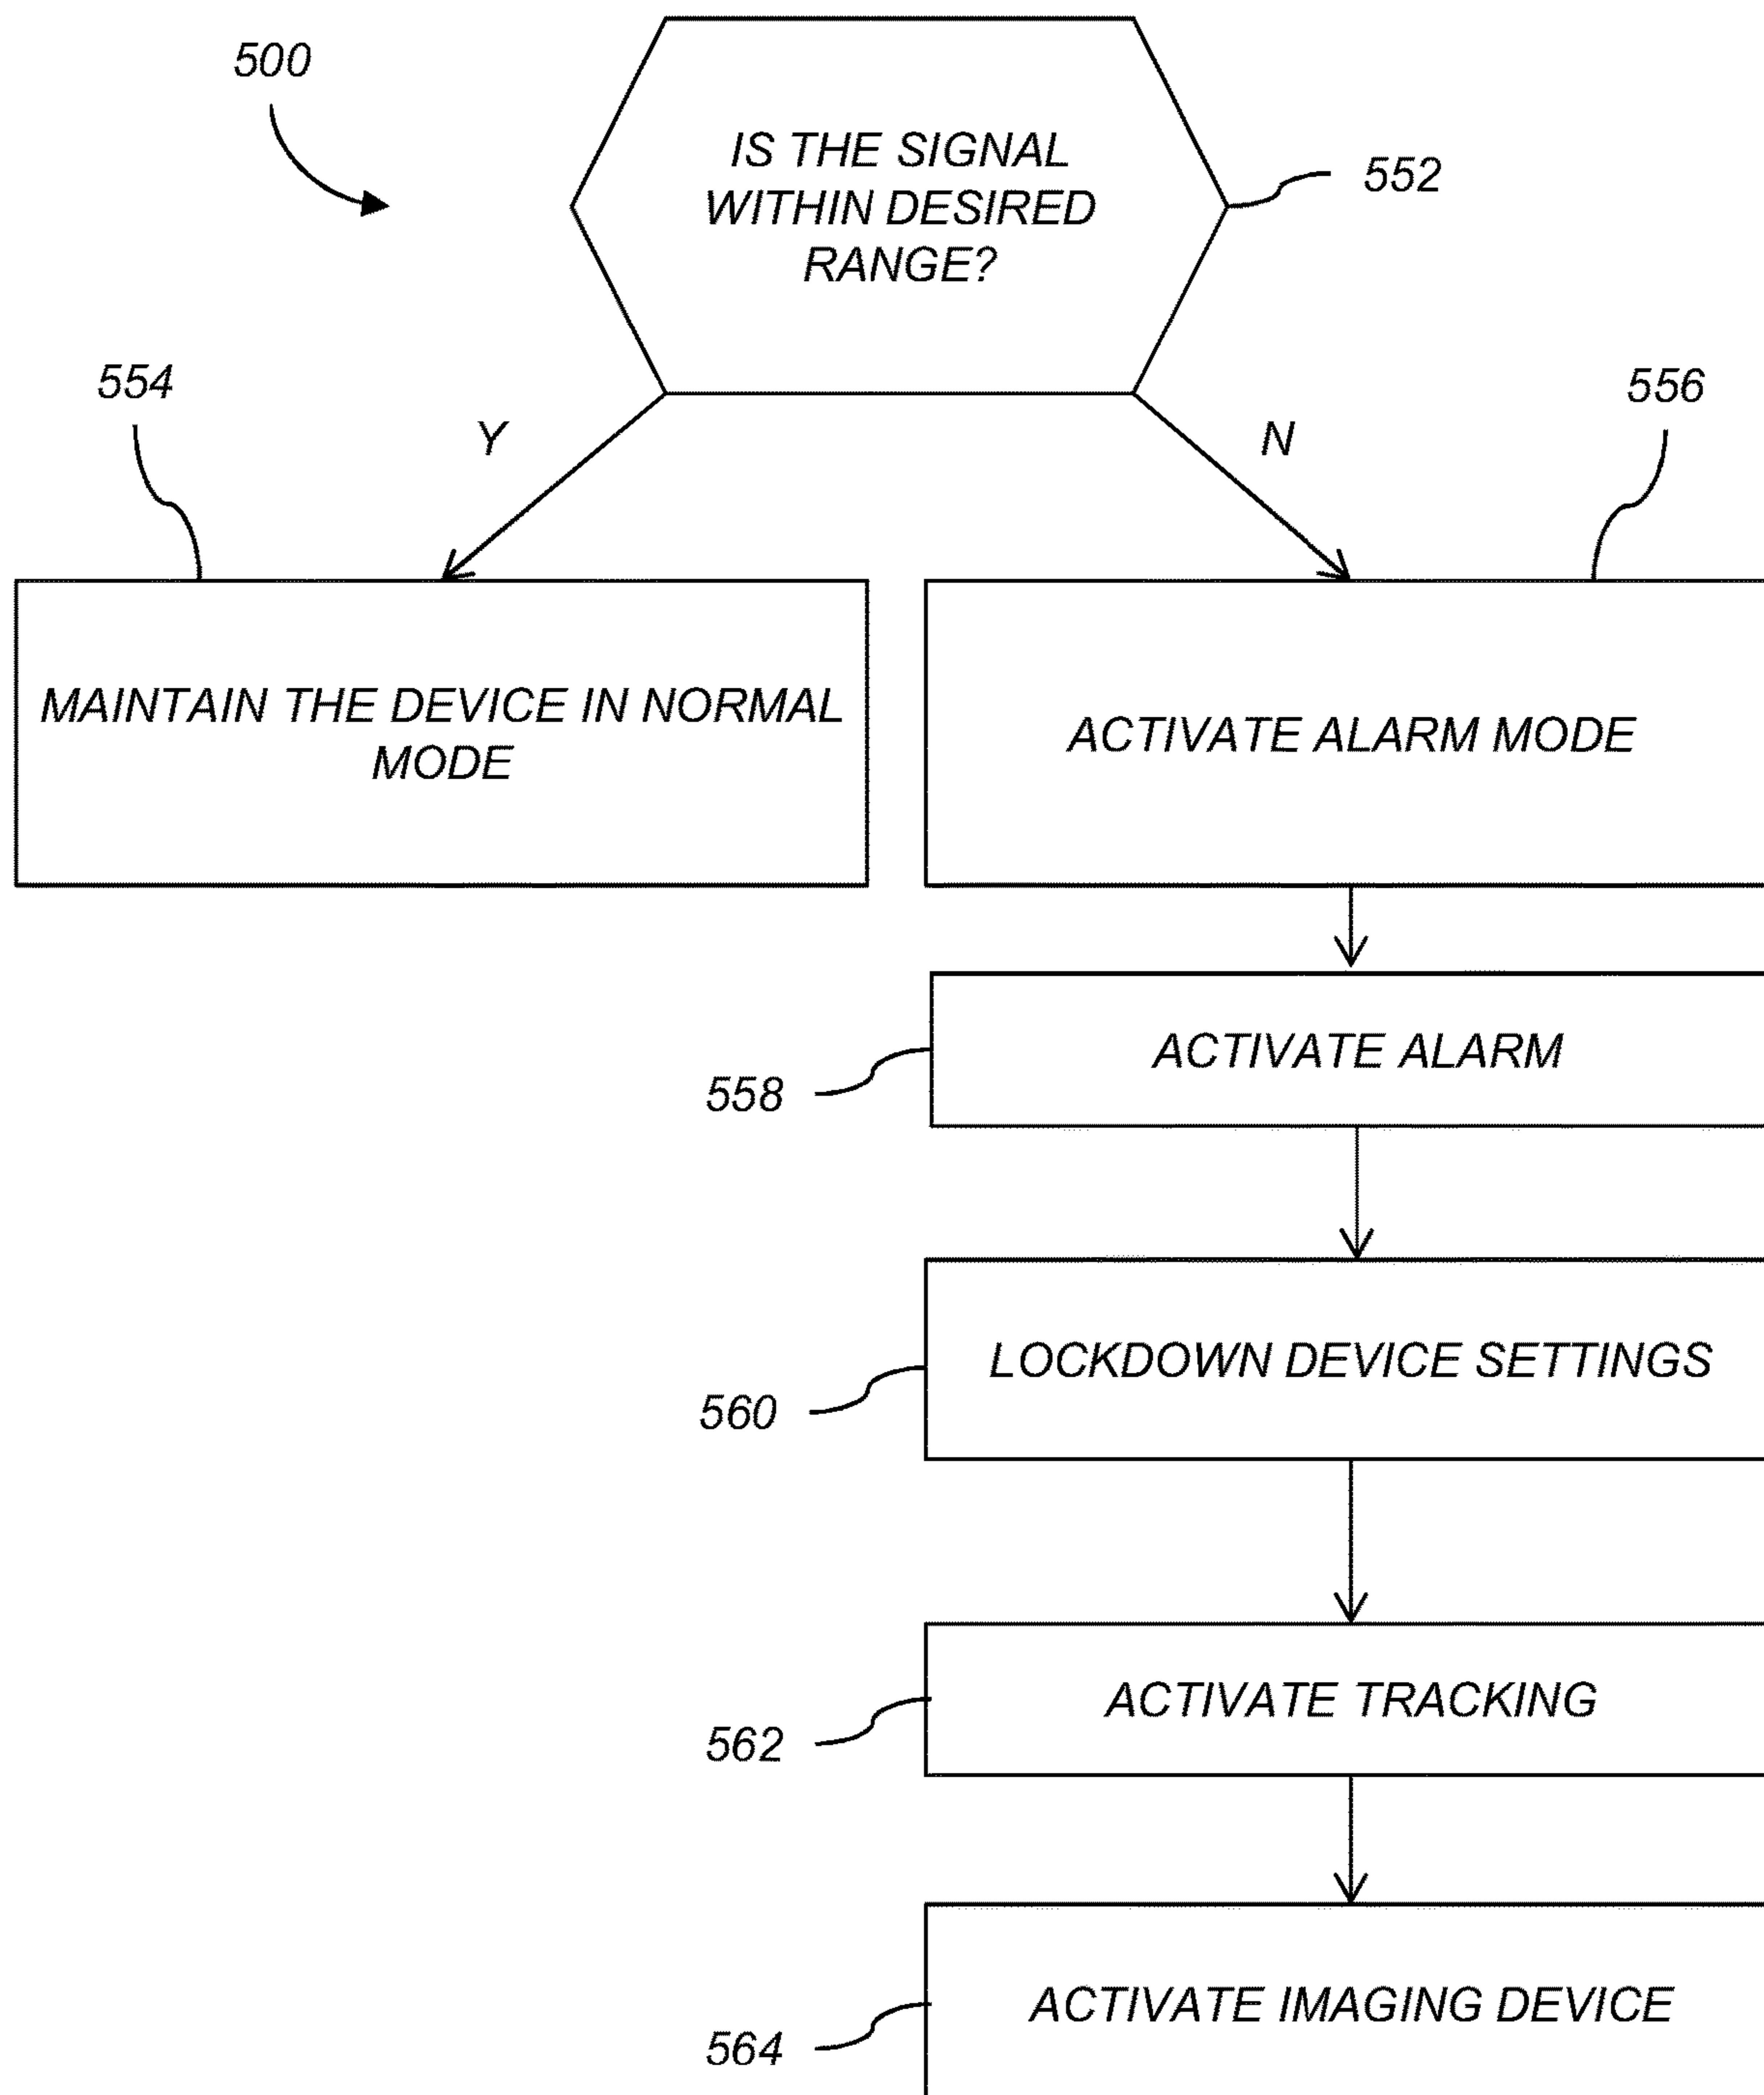 500
IS THE SIGNAL
WITHIN DESIRED
RANGE?
552
554
556
Y
N
MAINTAIN THE DEVICE IN NORMAL
MODE
ACTIVATE ALARM MODE
ACTIVATE ALARM
558
LOCKDOWN DEVICE SETTINGS
560
ACTIVATE TRACKING
562
ACTIVATE IMAGING DEVICE
564